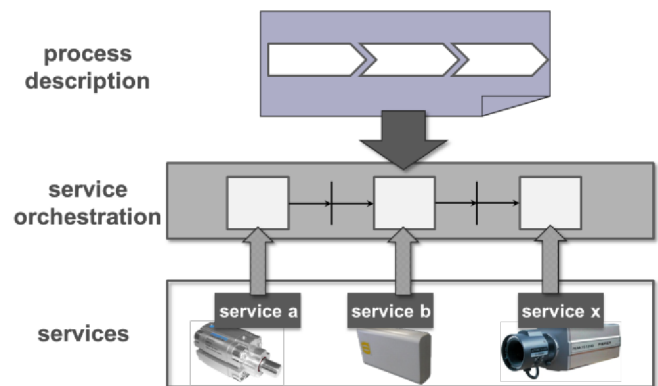 process
description
service
orchestration
service a
service b
service x
services